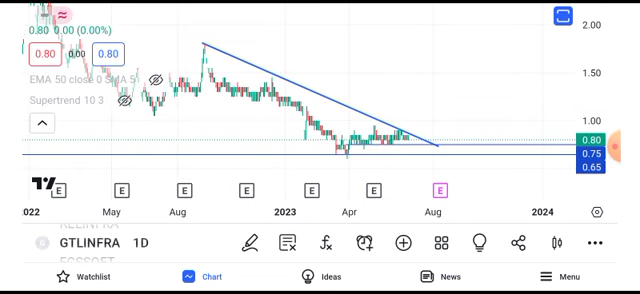 2.00
0.80 0.00 (0.00%)
0.80 0.00 0.80
EMA 50 close 0 SMA 5
1.50
Supertrend 10 3
1.00
0.80
0.75
0.65
E E E E E E E
2022 May Aug 2023 Apr Aug 2024
GTLINFRA 1D
Watchlist Chart Ideas News Menu